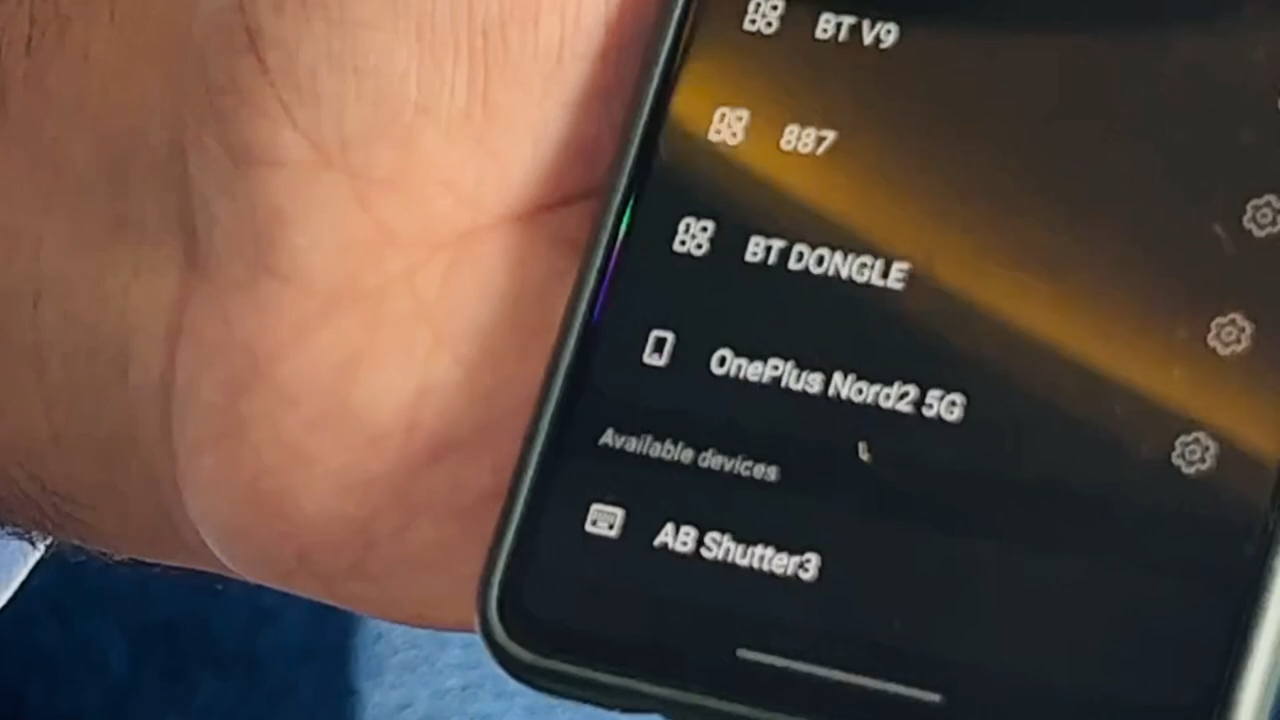 BT V9
887
BT DONGLE
OnePlus Nord2 5G
Available devices
AB Shutter3